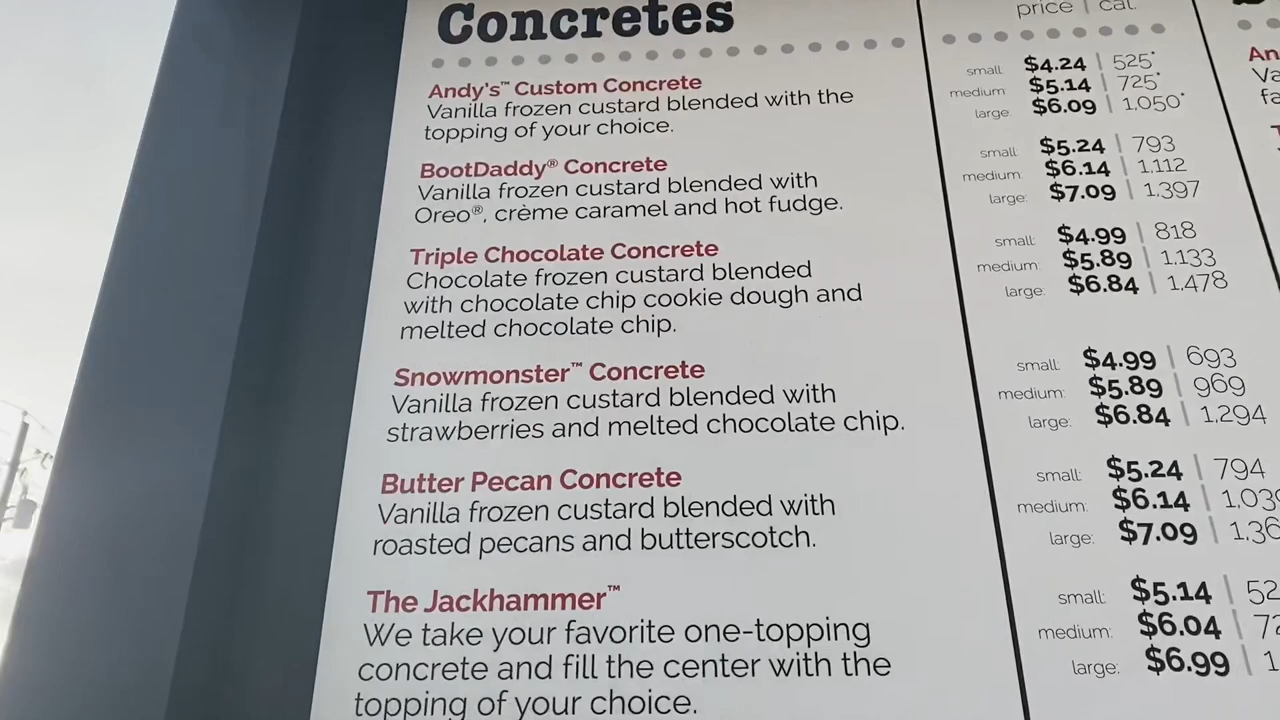 Concretes
price | cal.
Andy's™ Custom Concrete
Vanilla frozen custard blended with the
topping of your choice.
small: $4.24 | 525*
medium: $5.14 | 725*
large: $6.09 | 1,050*
BootDaddy® Concrete
Vanilla frozen custard blended with
Oreo®, crème caramel and hot fudge.
small: $5.24 | 793
medium: $6.14 | 1,112
large: $7.09 | 1,397
Triple Chocolate Concrete
Chocolate frozen custard blended
with chocolate chip cookie dough and
melted chocolate chip.
small: $4.99 | 818
medium: $5.89 | 1,133
large: $6.84 | 1,478
Snowmonster™ Concrete
Vanilla frozen custard blended with
strawberries and melted chocolate chip.
small: $4.99 | 693
medium: $5.89 | 969
large: $6.84 | 1,294
Butter Pecan Concrete
Vanilla frozen custard blended with
roasted pecans and butterscotch.
small: $5.24 | 794
medium: $6.14 |
large: $7.09 |
The Jackhammer™
We take your favorite one-topping
concrete and fill the center with the
topping of your choice.
small: $5.14 |
medium: $6.04 |
large: $6.99 |